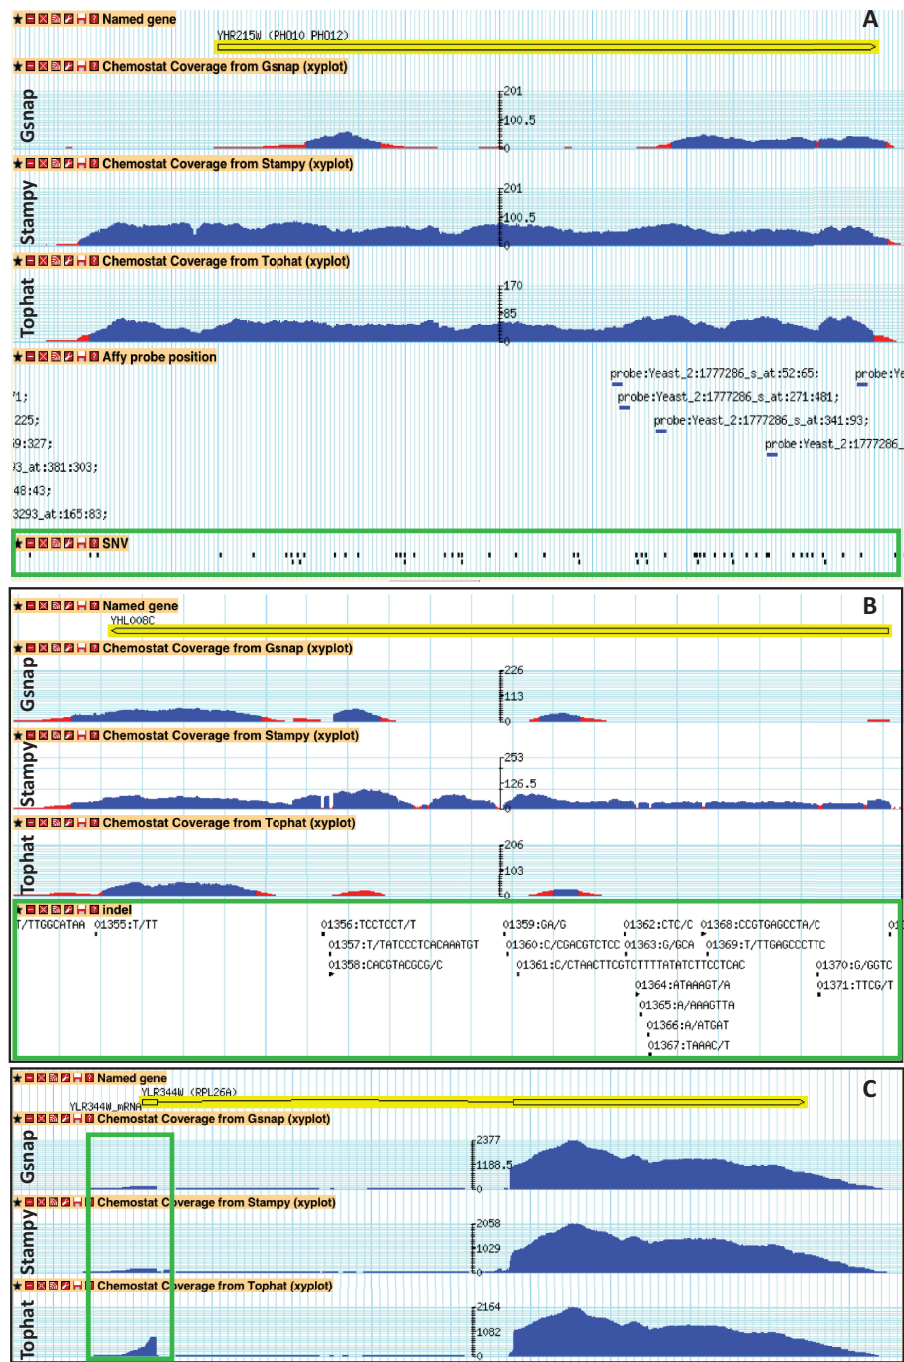 A
Named gene
YHR215W (PHO10 PHO12)
Chemostat Coverage from Gsnap (xyplot)
Gsnap
201
100.5
0
Chemostat Coverage from Stampy (xyplot)
Stampy
201
100.5
0
Chemostat Coverage from Tophat (xyplot)
Tophat
170
85
0
Affy probe position
probe:Yeast_2:1777286_s_at:52:65; probe:Ye
71; probe:Yeast_2:1777286_s_at:271:481;
225; probe:Yeast_2:1777286_s_at:341:93;
69:327; probe:Yeast_2:1777286_
93_at:381:303;
48:43;
3293_at:165:83;
SNV
B
Named gene
YHL008C
Chemostat Coverage from Gsnap (xyplot)
Gsnap
226
113
0
Chemostat Coverage from Stampy (xyplot)
Stampy
253
126.5
0
Chemostat Coverage from Tophat (xyplot)
Tophat
206
103
0
indel
T/TTGGCATAA 01355:T/TT 01356:TCCTCCT/T 01359:GA/G 01362:CTC/C 01368:CCGTGAGCCTA/C
01357:T/TATCCCTCACAAATGT 01360:C/CGACGTCTCC 01363:G/GCA 01369:T/TTGAGCCCTTC
01358:CACGTACGCG/C 01361:C/CTAACTTCGTCTTTTATATCTTCCTCAC 01370:G/GGTC
01364:ATAAAGT/A 01371:TTCG/T
01365:A/AAAGTTA
01366:A/ATGAT
01367:TAAAC/T
C
Named gene
YLR344W (RPL26A)
YLR344W_mRNA
Chemostat Coverage from Gsnap (xyplot)
Gsnap
2377
1188.5
0
Chemostat Coverage from Stampy (xyplot)
Stampy
2058
1029
0
Chemostat Coverage from Tophat (xyplot)
Tophat
2164
1082
0